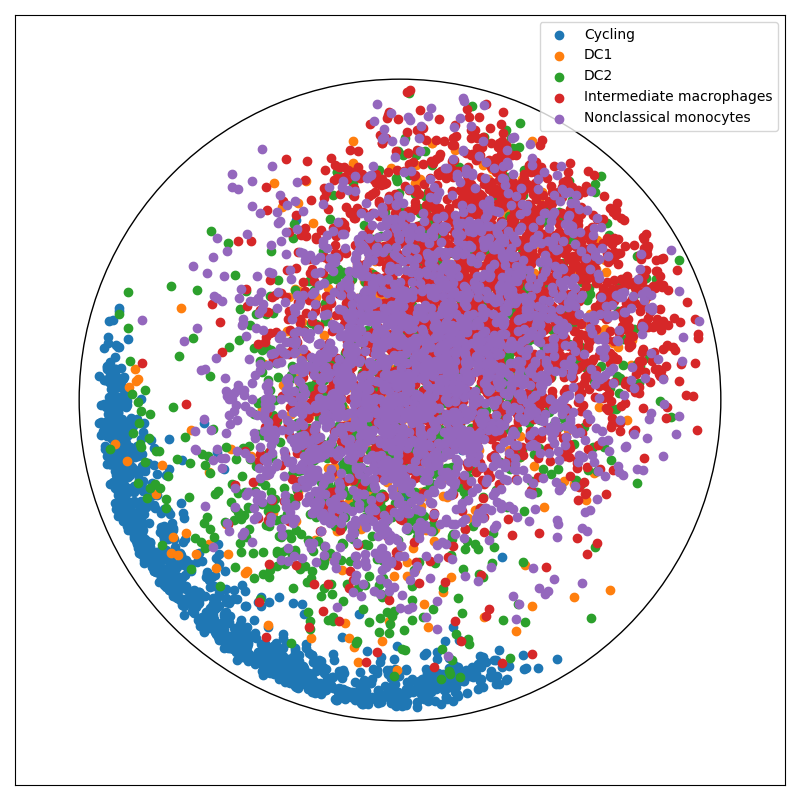 Cycling
DC1
DC2
Intermediate macrophages
Nonclassical monocytes